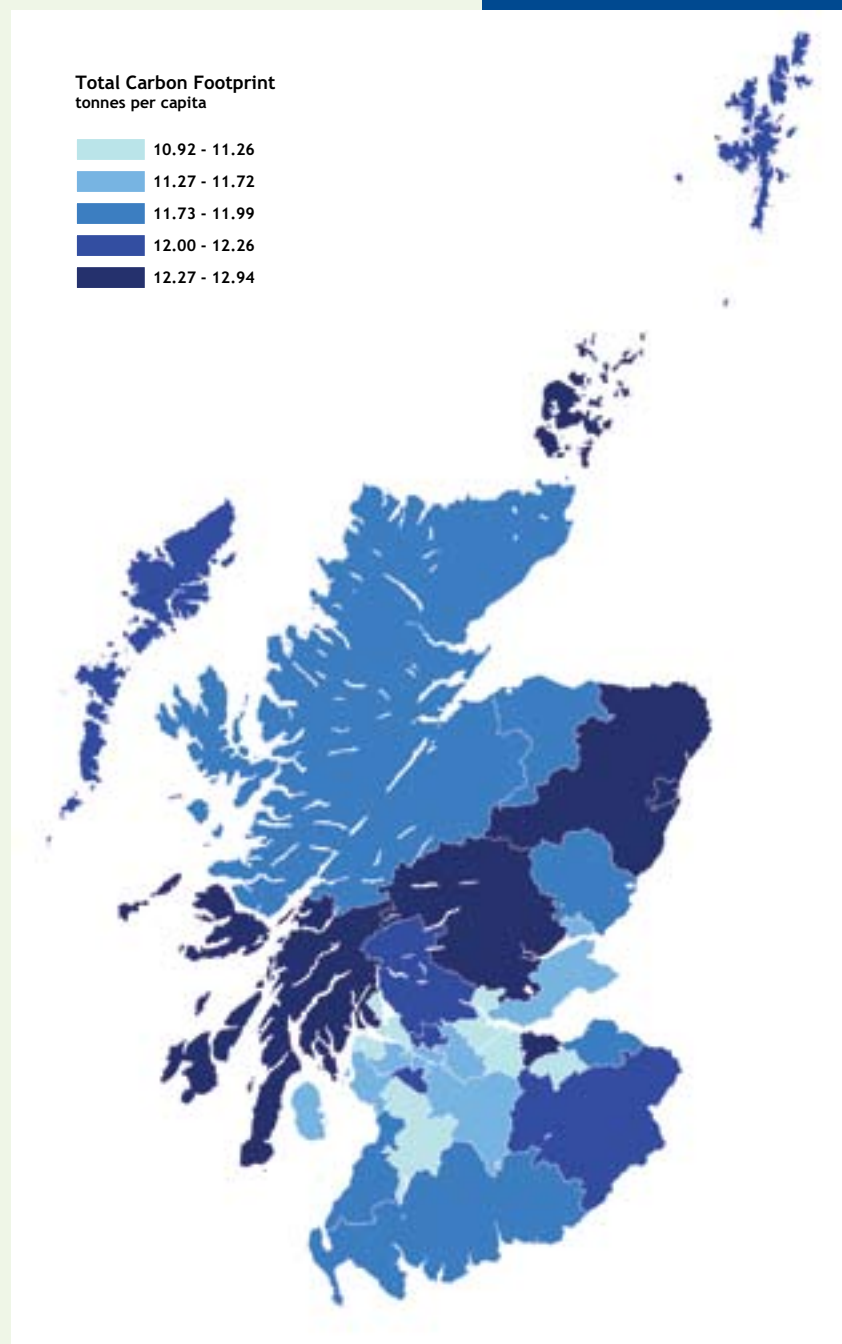 Total Carbon Footprint
tonnes per capita
10.92 - 11.26
11.27 - 11.72
11.73 - 11.99
12.00 - 12.26
12.27 - 12.94